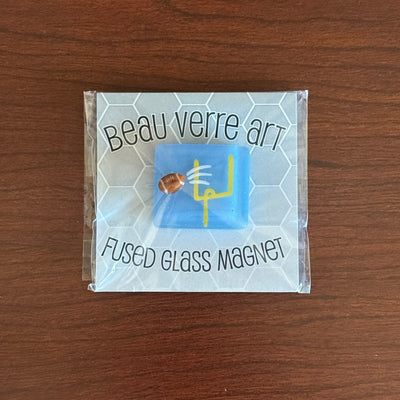 Beau Verre Art
Fused Glass Magnet